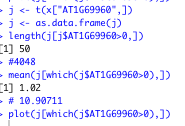 > j <- t(x["AT1G69960",])
> j <- as.data.frame(j)
> length(j[j$AT1G69960>0,])
[1] 50
> #4048
> mean(j[which(j$AT1G69960>0),])
[1] 1.02
> # 10.90711
> plot(j[which(j$AT1G69960>0),])
>